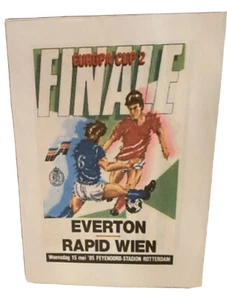 EUROPA CUP 2
FINALE
EVERTON
RAPID WIEN
Woensdag 15 mei '85 FEYENOORD-STADION ROTTERDAM